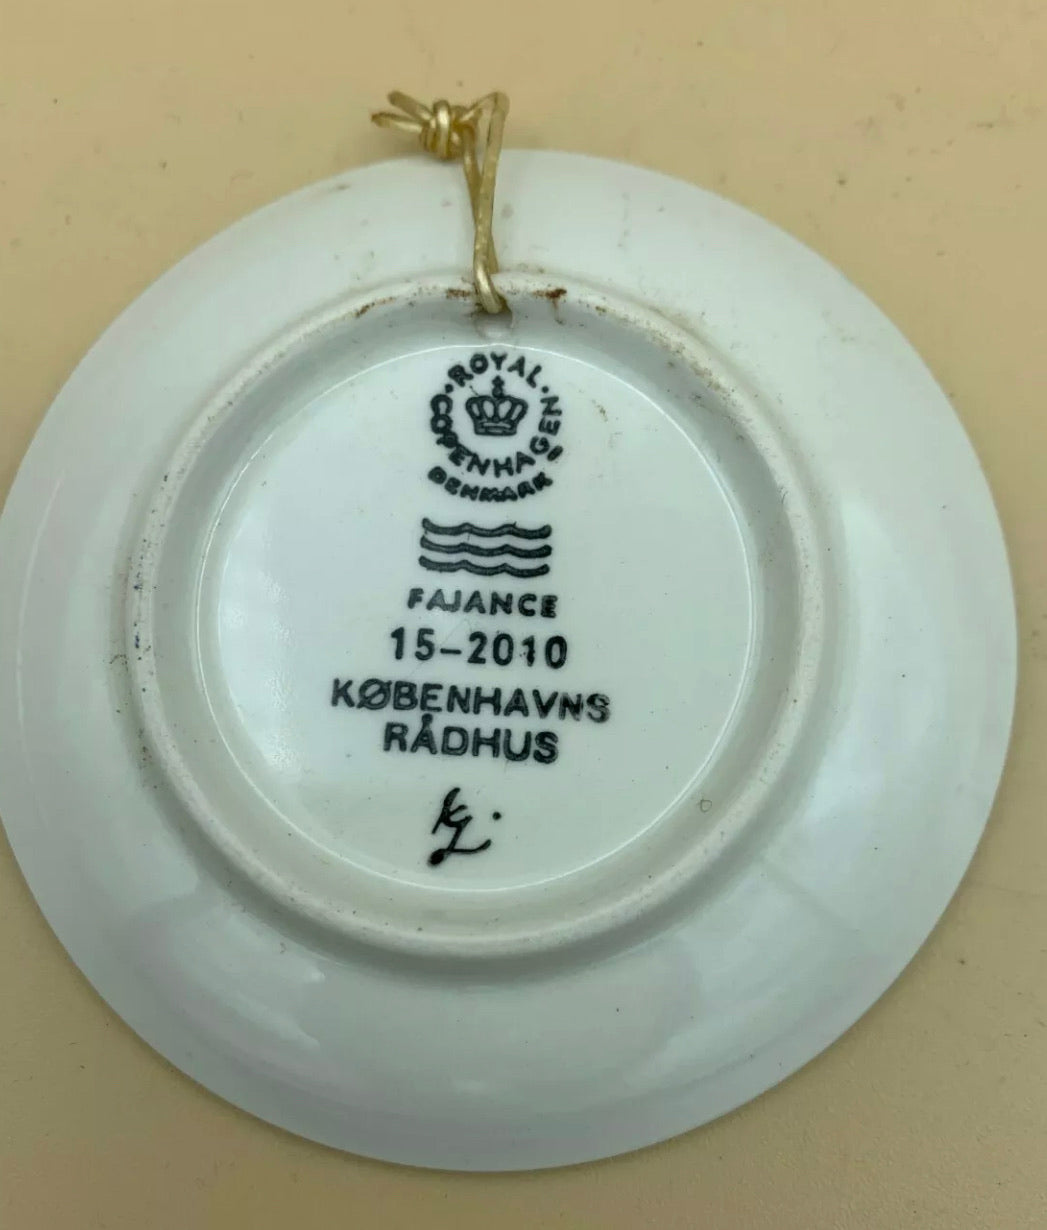 ROYAL
COPENHAGEN
DENMARK
FAJANCE
15-2010
KØBENHAVNS
RÅDHUS